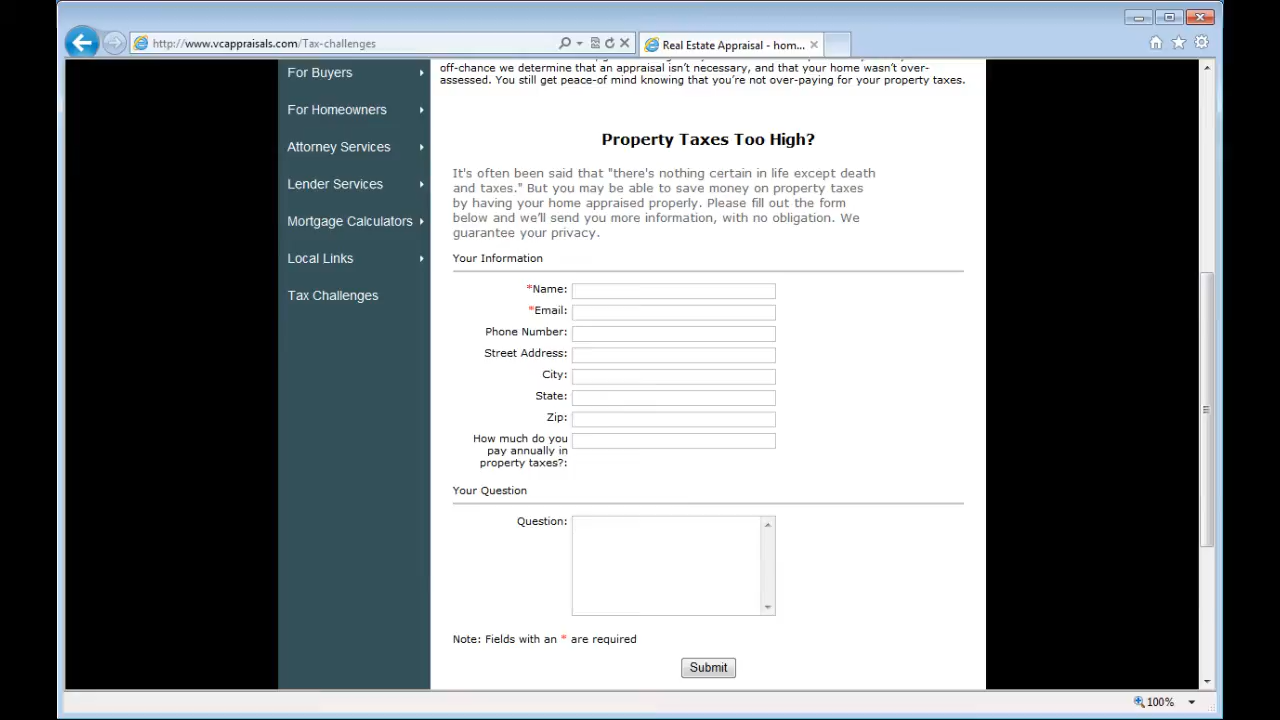 http://www.vcappraisals.com/Tax-challenges
Real Estate Appraisal - hom...
For Buyers
For Homeowners
Attorney Services
Lender Services
Mortgage Calculators
Local Links
Tax Challenges
off-chance we determine that an appraisal isn't necessary, and that your home wasn't over-
assessed. You still get peace-of mind knowing that you're not over-paying for your property taxes.
Property Taxes Too High?
It's often been said that "there's nothing certain in life except death
and taxes." But you may be able to save money on property taxes
by having your home appraised properly. Please fill out the form
below and we'll send you more information, with no obligation. We
guarantee your privacy.
Your Information
*Name:
*Email:
Phone Number:
Street Address:
City:
State:
Zip:
How much do you
pay annually in
property taxes?:
Your Question
Question:
Note: Fields with an * are required
Submit
100%